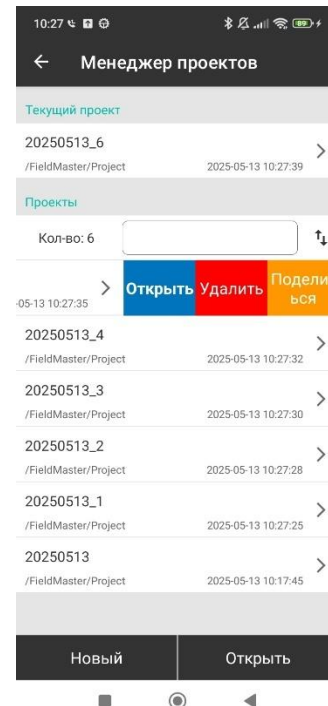 10:27
89
Менеджер проектов
Текущий проект
20250513_6
/FieldMaster/Project 2025-05-13 10:27:39
Проекты
Кол-во: 6
-05-13 10:27:35
Открыть
Удалить
Подели
ься
20250513_4
/FieldMaster/Project 2025-05-13 10:27:32
20250513_3
/FieldMaster/Project 2025-05-13 10:27:30
20250513_2
/FieldMaster/Project 2025-05-13 10:27:28
20250513_1
/FieldMaster/Project 2025-05-13 10:27:25
20250513
/FieldMaster/Project 2025-05-13 10:17:45
Новый
Открыть